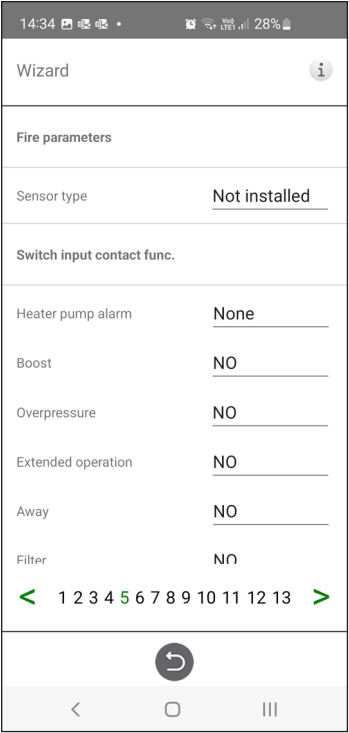 14:34 Vo)) LTE1 28%
Wizard i
Fire parameters
Sensor type Not installed
Switch input contact func.
Heater pump alarm None
Boost NO
Overpressure NO
Extended operation NO
Away NO
Filter NO
< 1 2 3 4 5 6 7 8 9 10 11 12 13 >